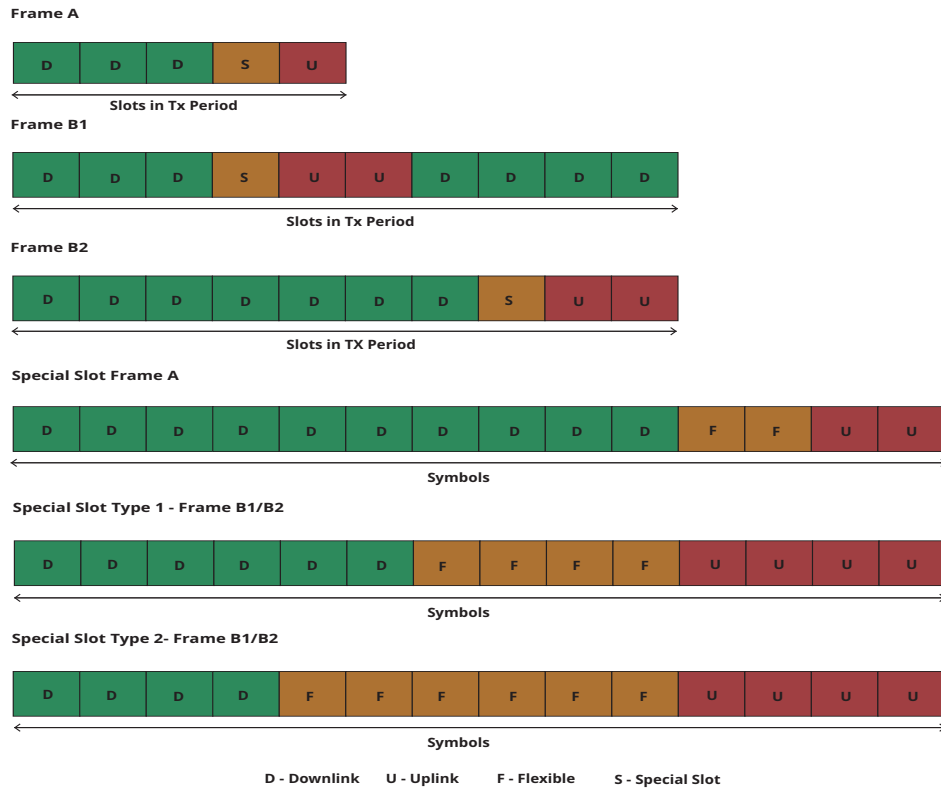 Frame A
D D D S U
Slots in Tx Period
Frame B1
D D D S U U D D D D
Slots in Tx Period
Frame B2
D D D D D D D S U U
Slots in TX Period
Special Slot Frame A
D D D D D D D D D D F F U U
Symbols
Special Slot Type 1 - Frame B1/B2
D D D D D D F F F F U U U U
Symbols
Special Slot Type 2- Frame B1/B2
D D D D F F F F F F U U U U
Symbols
D - Downlink U - Uplink F - Flexible S - Special Slot